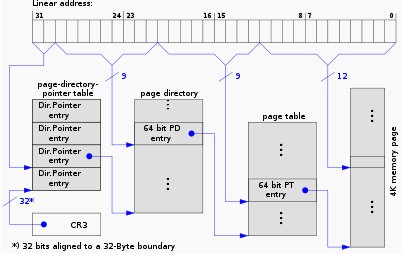 Linear address:
31 24 23 16 15 8 7 0
9 9 12
page-directory-
pointer table
page directory
page table
Dir.Pointer
entry
Dir.Pointer
entry
Dir.Pointer
entry
Dir.Pointer
entry
64 bit PD
entry
64 bit PT
entry
4K memory page
32*
CR3
*) 32 bits aligned to a 32-Byte boundary